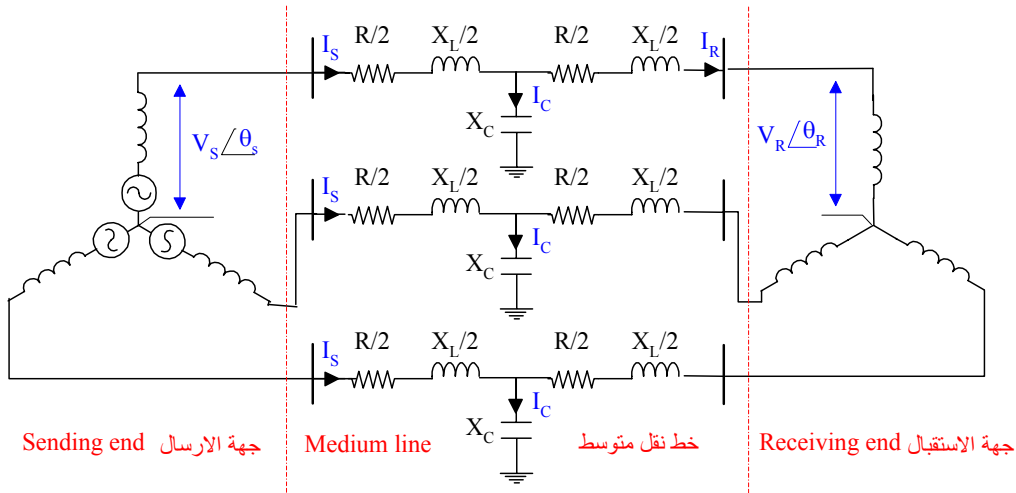 R/2 X_L/2 R/2 X_L/2
I_S I_R
I_C
X_C
V_S∠θ_s
V_R∠θ_R
R/2 X_L/2 R/2 X_L/2
I_S
I_C
X_C
R/2 X_L/2 R/2 X_L/2
I_S
I_C
X_C
Sending end جهة الارسال
Medium line خط نقل متوسط
Receiving end جهة الاستقبال